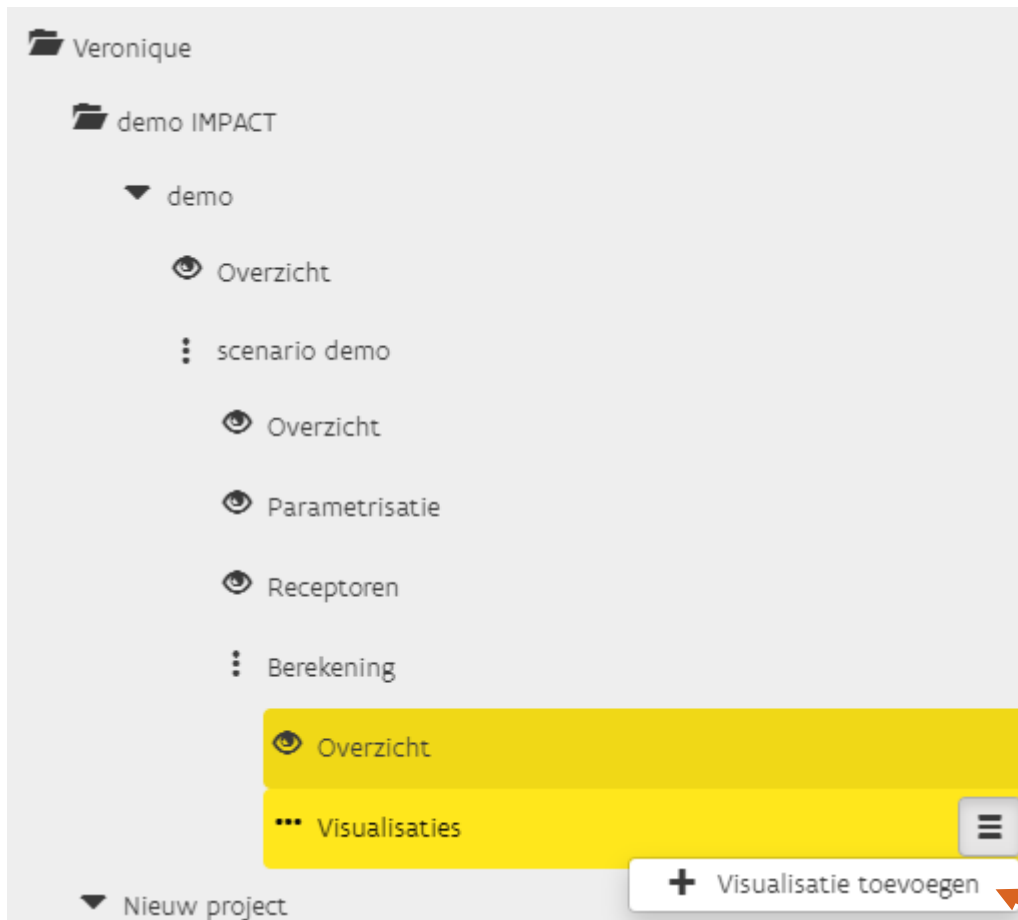 Veronique
demo IMPACT
demo
Overzicht
scenario demo
Overzicht
Parametrisatie
Receptoren
Berekening
Overzicht
Visualisaties
Visualisatie toevoegen
Nieuw project